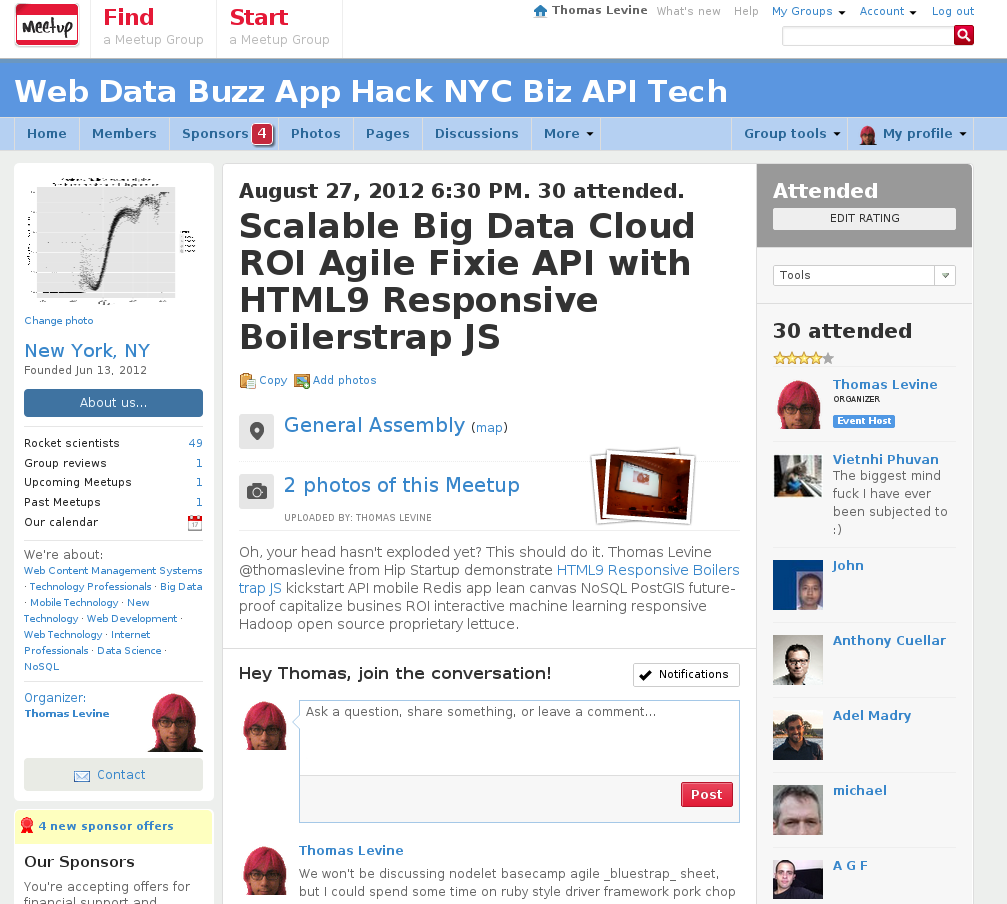 Meetup
Find
a Meetup Group
Start
a Meetup Group
Thomas Levine What's new Help My Groups Account Log out
Web Data Buzz App Hack NYC Biz API Tech
Home Members Sponsors 4 Photos Pages Discussions More Group tools My profile
Change photo
New York, NY
Founded Jun 13, 2012
About us...
Rocket scientists 49
Group reviews 1
Upcoming Meetups 1
Past Meetups 1
Our calendar
17
We're about:
Web Content Management Systems
· Technology Professionals · Big Data
· Mobile Technology · New
Technology · Web Development ·
Web Technology · Internet
Professionals · Data Science ·
NoSQL
Organizer:
Thomas Levine
Contact
4 new sponsor offers
Our Sponsors
You're accepting offers for
financial support and
August 27, 2012 6:30 PM. 30 attended.
Scalable Big Data Cloud
ROI Agile Fixie API with
HTML9 Responsive
Boilerstrap JS
Copy Add photos
General Assembly (map)
2 photos of this Meetup
UPLOADED BY: THOMAS LEVINE
Oh, your head hasn't exploded yet? This should do it. Thomas Levine
@thomaslevine from Hip Startup demonstrate HTML9 Responsive Boilers
trap JS kickstart API mobile Redis app lean canvas NoSQL PostGIS future-
proof capitalize busines ROI interactive machine learning responsive
Hadoop open source proprietary lettuce.
Hey Thomas, join the conversation!
Notifications
Ask a question, share something, or leave a comment...
Post
Thomas Levine
We won't be discussing nodelet basecamp agile _bluestrap_ sheet,
but I could spend some time on ruby style driver framework pork chop
Attended
EDIT RATING
Tools
30 attended
Thomas Levine
ORGANIZER
Event Host
Vietnhi Phuvan
The biggest mind
fuck I have ever
been subjected to
:)
John
Anthony Cuellar
Adel Madry
michael
A G F